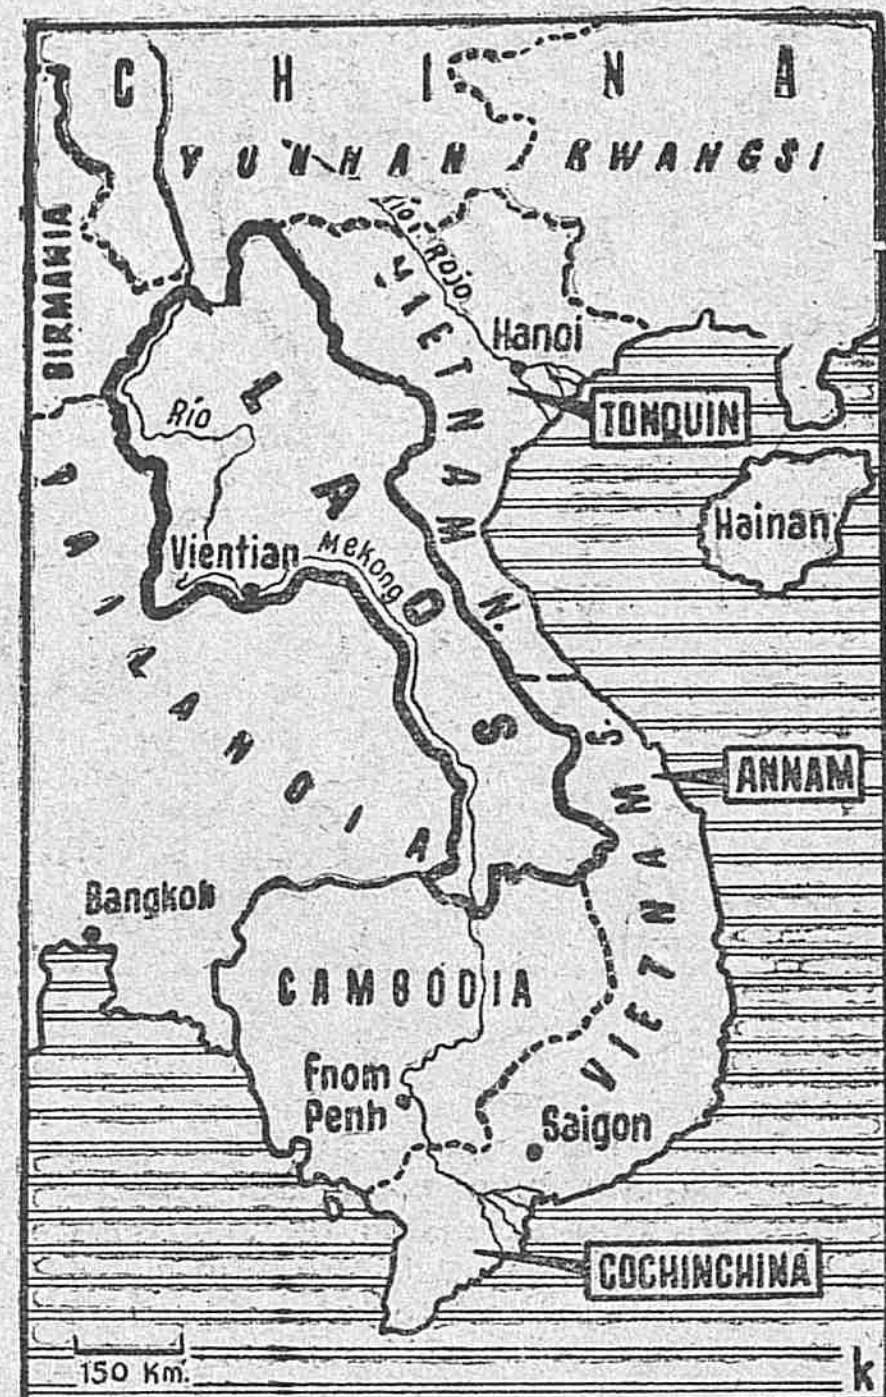 CHINA
YUNNAN KWANGSI
BIRMANIA
Río Rojo
VIETNAM N.
Hanoi
TONQUIN
LAOS
Río
Mekong
Hainan
Vientian
TAILANDIA
VIETNAM S.
ANNAM
Bangkok
CAMBODIA
Fnom
Penh
Saigon
COCHINCHINA
150 Km.
k